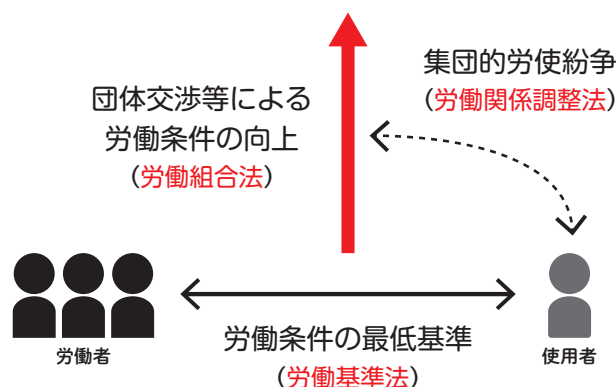 団体交渉等による
労働条件の向上
（労働組合法）
集団的労使紛争
（労働関係調整法）
労働者
労働条件の最低基準
（労働基準法）
使用者